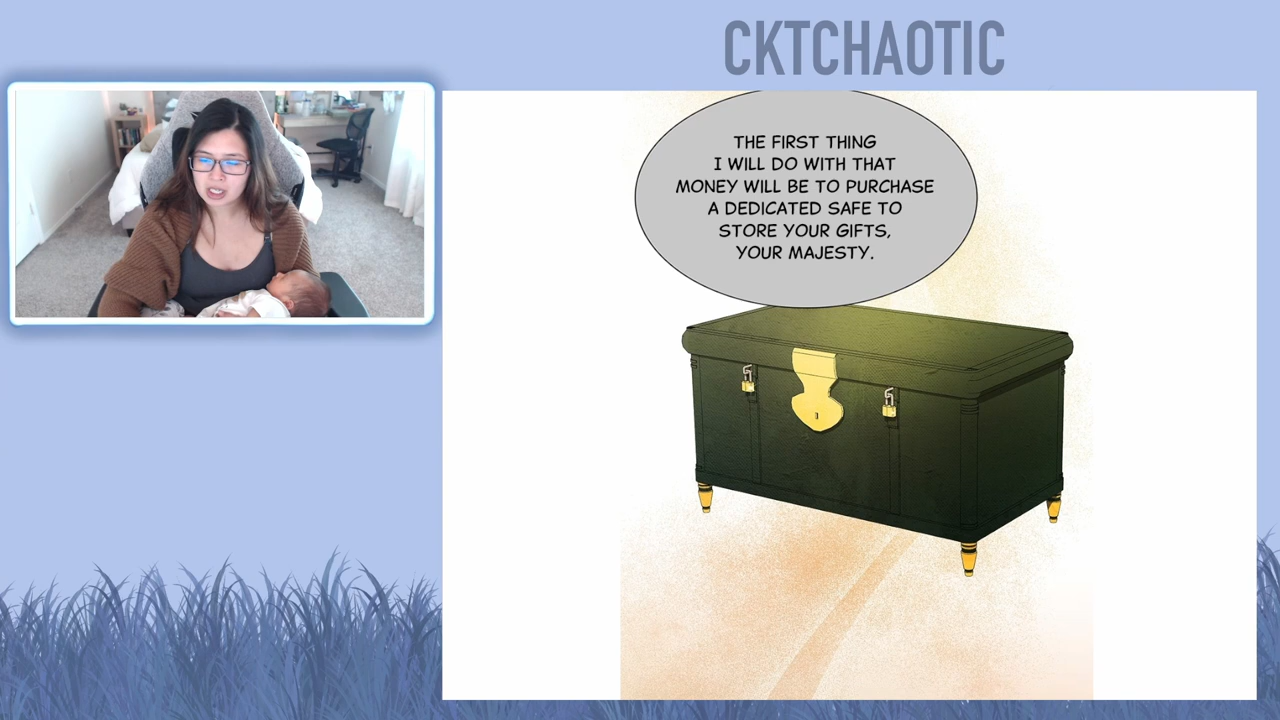 CKTCHAOTIC
THE FIRST THING
I WILL DO WITH THAT
MONEY WILL BE TO PURCHASE
A DEDICATED SAFE TO
STORE YOUR GIFTS,
YOUR MAJESTY.